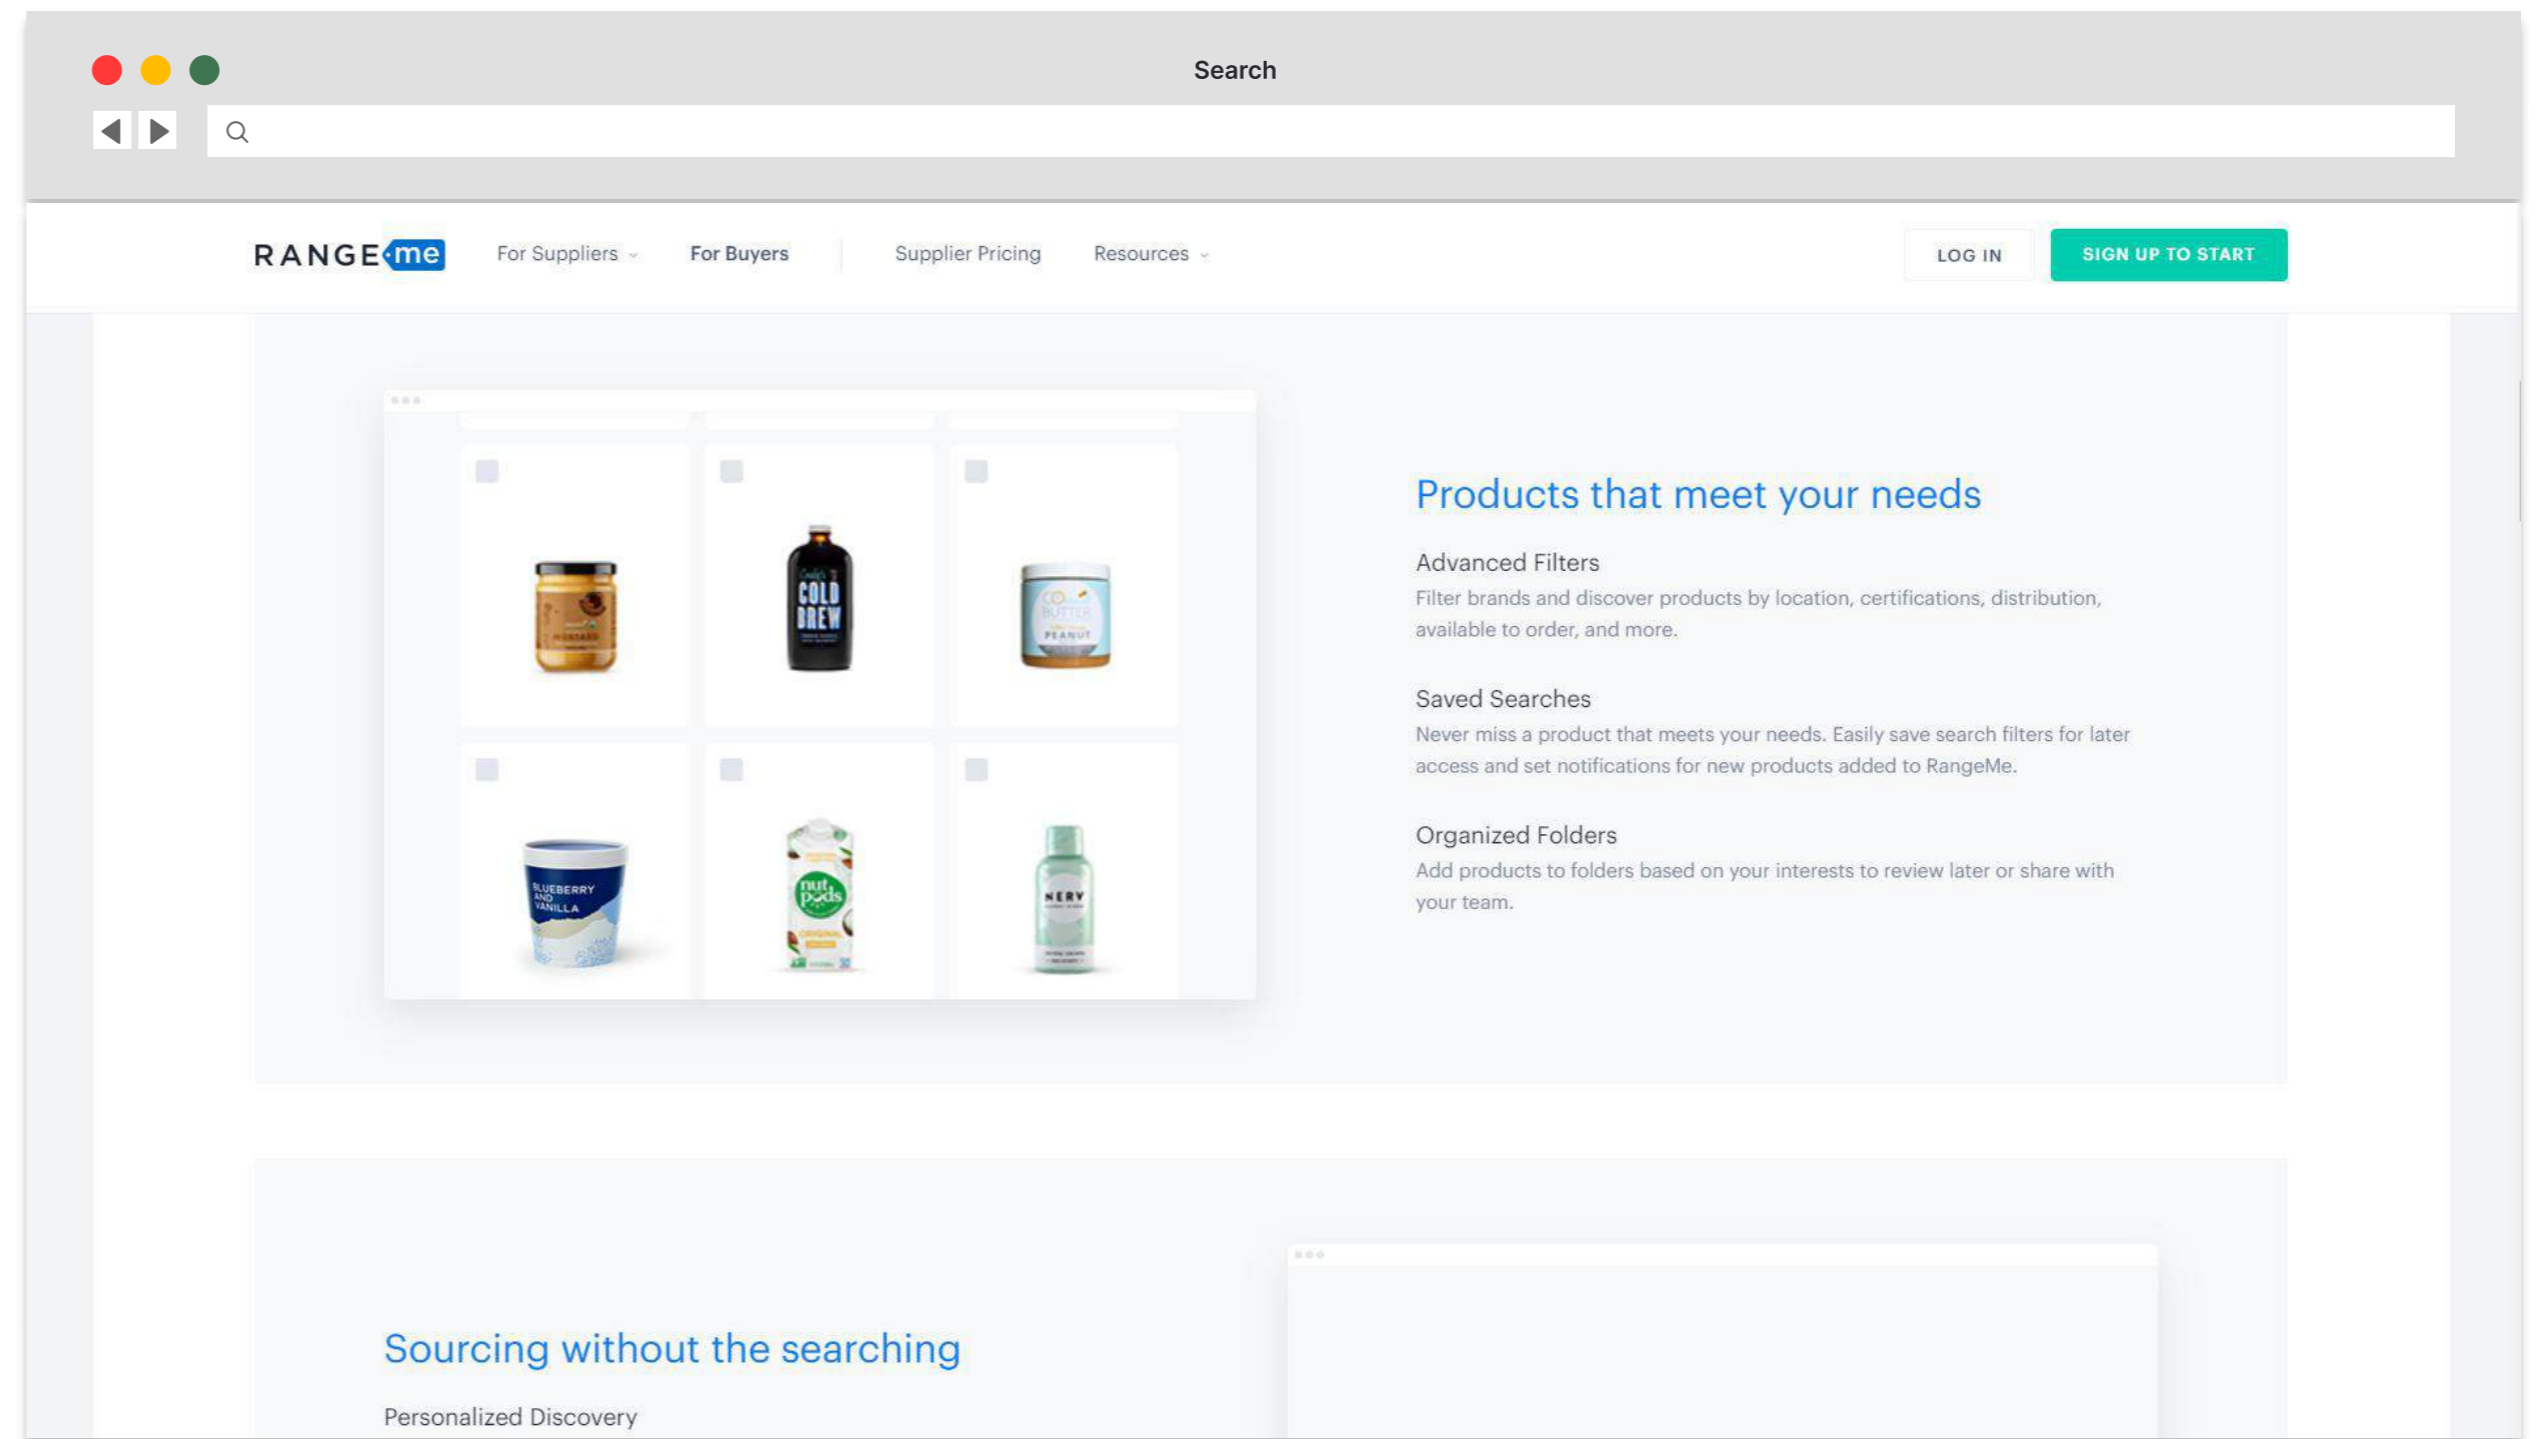 Search
RANGE me
For Suppliers
For Buyers
Supplier Pricing
Resources
LOG IN
SIGN UP TO START
MUSTARD
COLD
BREW
BUTTER
PEANUT
BLUEBERRY
AND
VANILLA
nut
pods
ORIGINAL
NERV
Products that meet your needs
Advanced Filters
Filter brands and discover products by location, certifications, distribution,
available to order, and more.
Saved Searches
Never miss a product that meets your needs. Easily save search filters for later
access and set notifications for new products added to RangeMe.
Organized Folders
Add products to folders based on your interests to review later or share with
your team.
Sourcing without the searching
Personalized Discovery